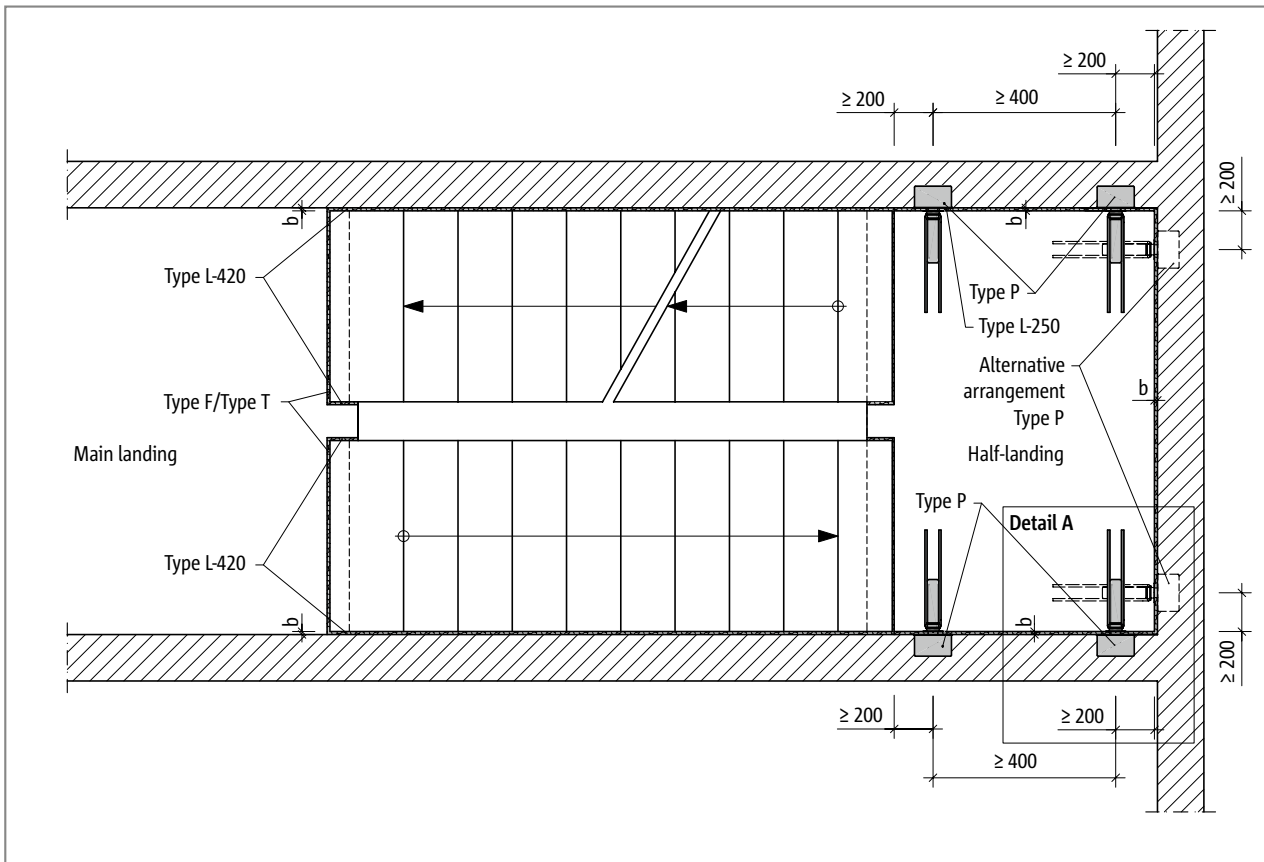 ≥ 200
≥ 200
≥ 400
≥ 200
b
b
Type L-420
Type P
Type L-250
Alternative
arrangement
Type P
b
Type F/Type T
Main landing
Half-landing
Type P
Detail A
Type L-420
b
b
≥ 200
≥ 200
≥ 200
≥ 400